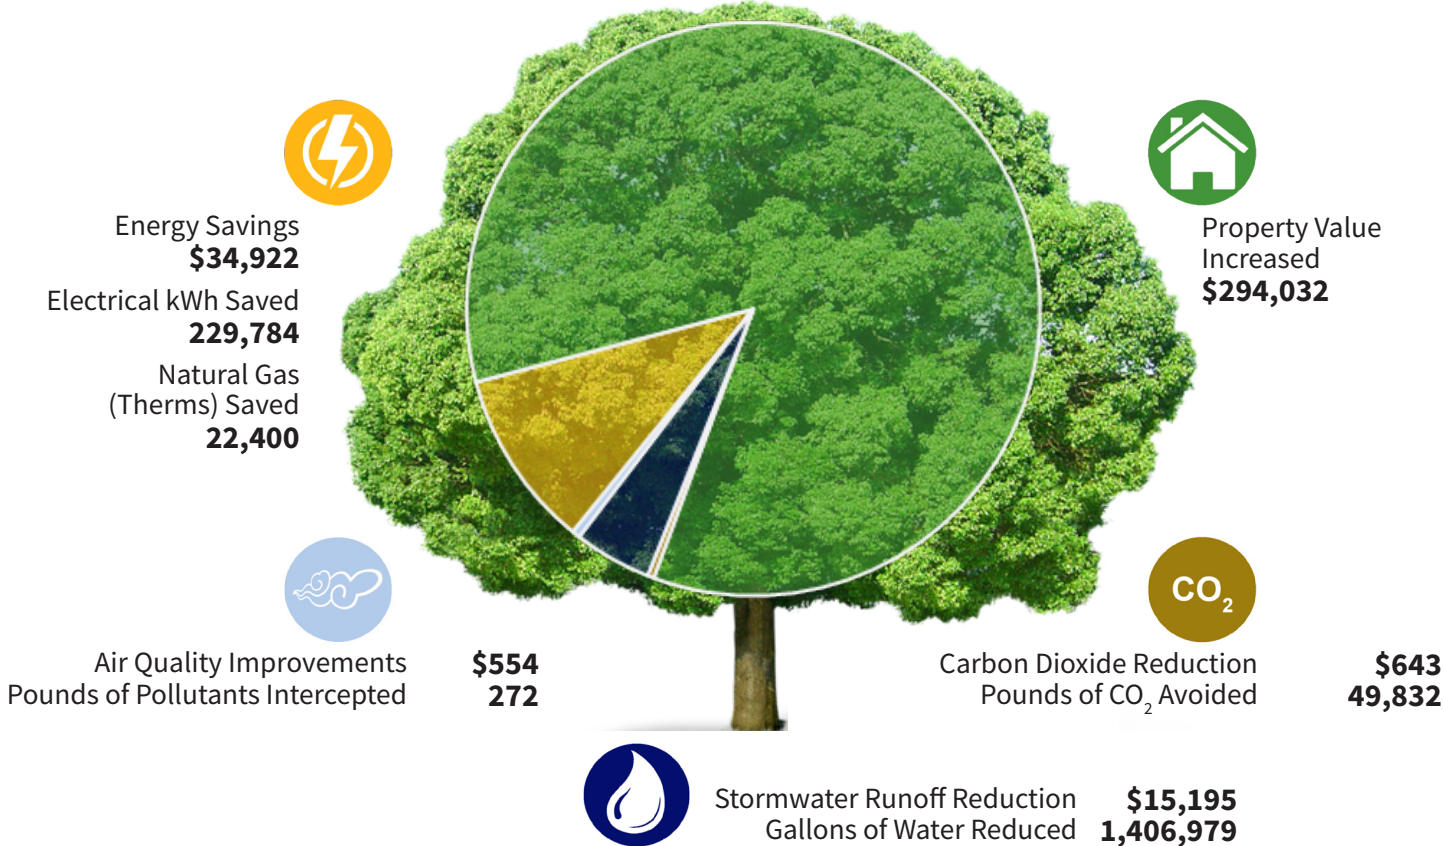 Energy Savings
$34,922
Electrical kWh Saved
229,784
Natural Gas
(Therms) Saved
22,400
Property Value
Increased
$294,032
Air Quality Improvements $554
Pounds of Pollutants Intercepted 272
CO₂
Carbon Dioxide Reduction $643
Pounds of CO₂ Avoided 49,832
Stormwater Runoff Reduction $15,195
Gallons of Water Reduced 1,406,979